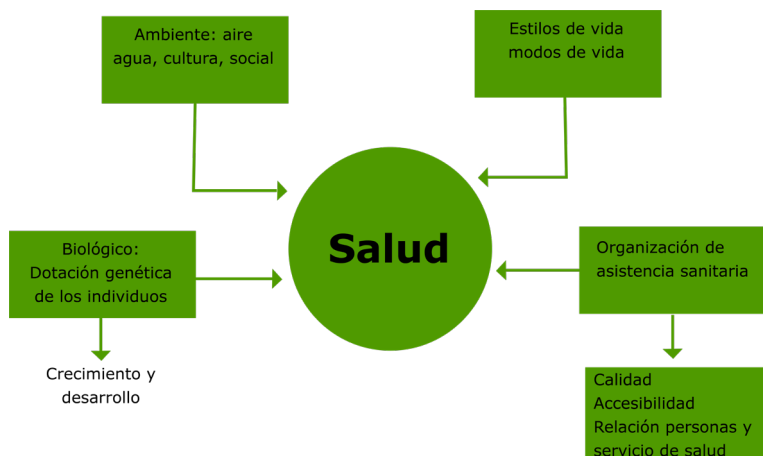 Ambiente: aire
agua, cultura, social
Estilos de vida
modos de vida
Salud
Biológico:
Dotación genética
de los individuos
Organización de
asistencia sanitaria
Crecimiento y
desarrollo
Calidad
Accesibilidad
Relación personas y
servicio de salud